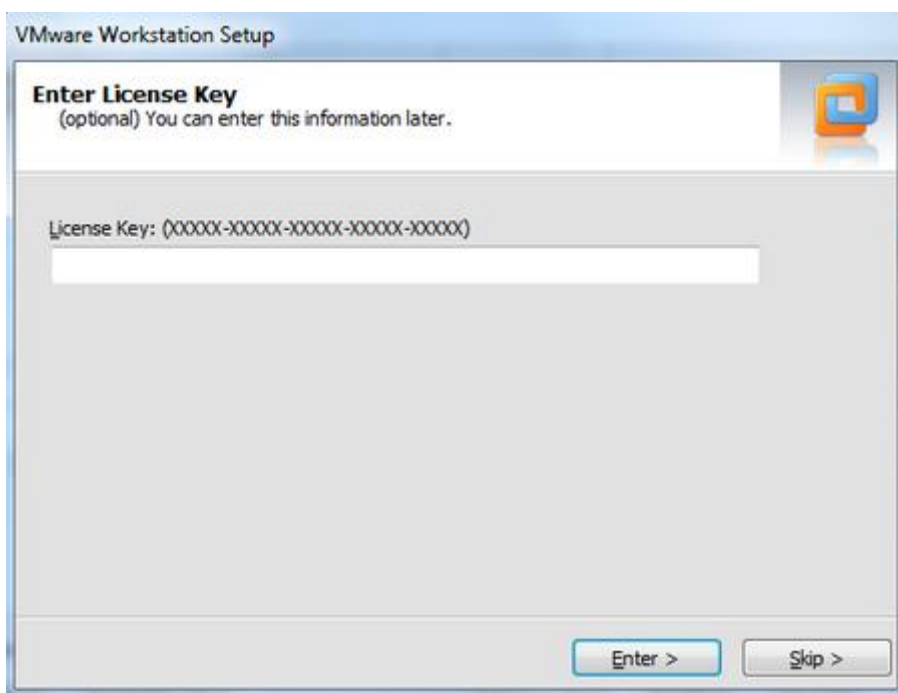 VMware Workstation Setup
Enter License Key
(optional) You can enter this information later.
License Key: (XXXXX-XXXXX-XXXXX-XXXXX-XXXXX)
Enter >
Skip >